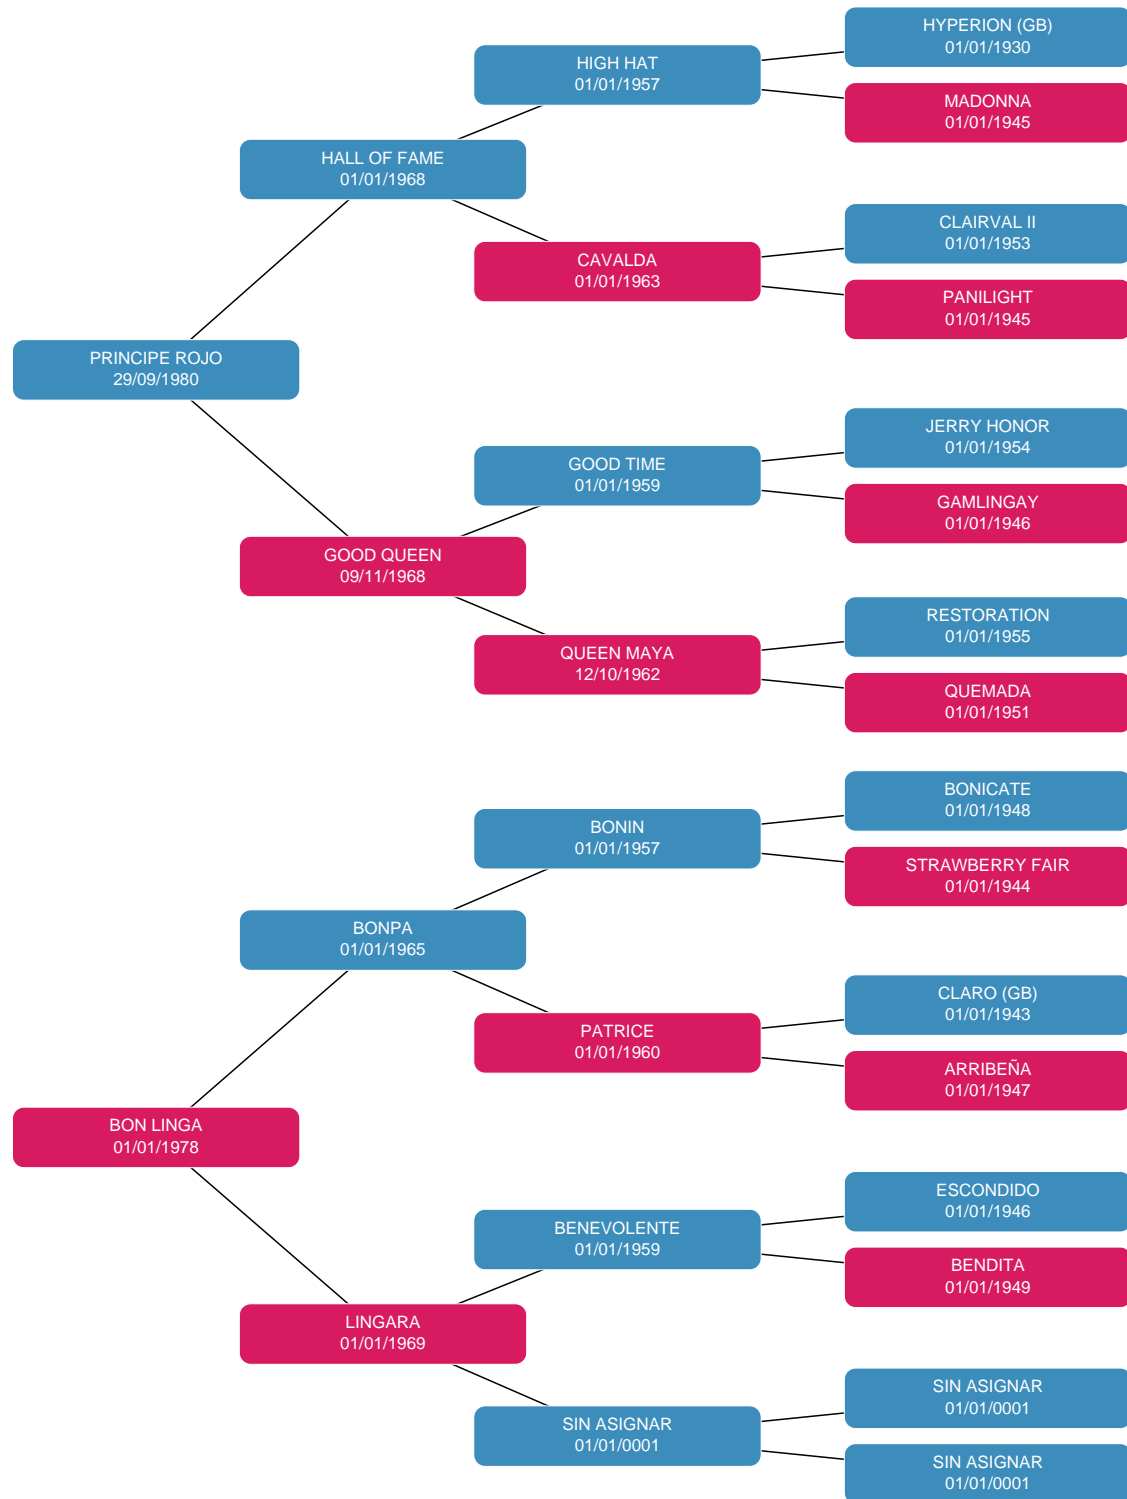 HYPERION (GB)
01/01/1930
HIGH HAT
01/01/1957
MADONNA
01/01/1945
HALL OF FAME
01/01/1968
CLAIRVAL II
01/01/1953
CAVALDA
01/01/1963
PANILIGHT
01/01/1945
PRINCIPE ROJO
29/09/1980
JERRY HONOR
01/01/1954
GOOD TIME
01/01/1959
GAMLINGAY
01/01/1946
GOOD QUEEN
09/11/1968
RESTORATION
01/01/1955
QUEEN MAYA
12/10/1962
QUEMADA
01/01/1951
BONICATE
01/01/1948
BONIN
01/01/1957
STRAWBERRY FAIR
01/01/1944
BONPA
01/01/1965
CLARO (GB)
01/01/1943
PATRICE
01/01/1960
ARRIBEÑA
01/01/1947
BON LINGA
01/01/1978
ESCONDIDO
01/01/1946
BENEVOLENTE
01/01/1959
BENDITA
01/01/1949
LINGARA
01/01/1969
SIN ASIGNAR
01/01/0001
SIN ASIGNAR
01/01/0001
SIN ASIGNAR
01/01/0001